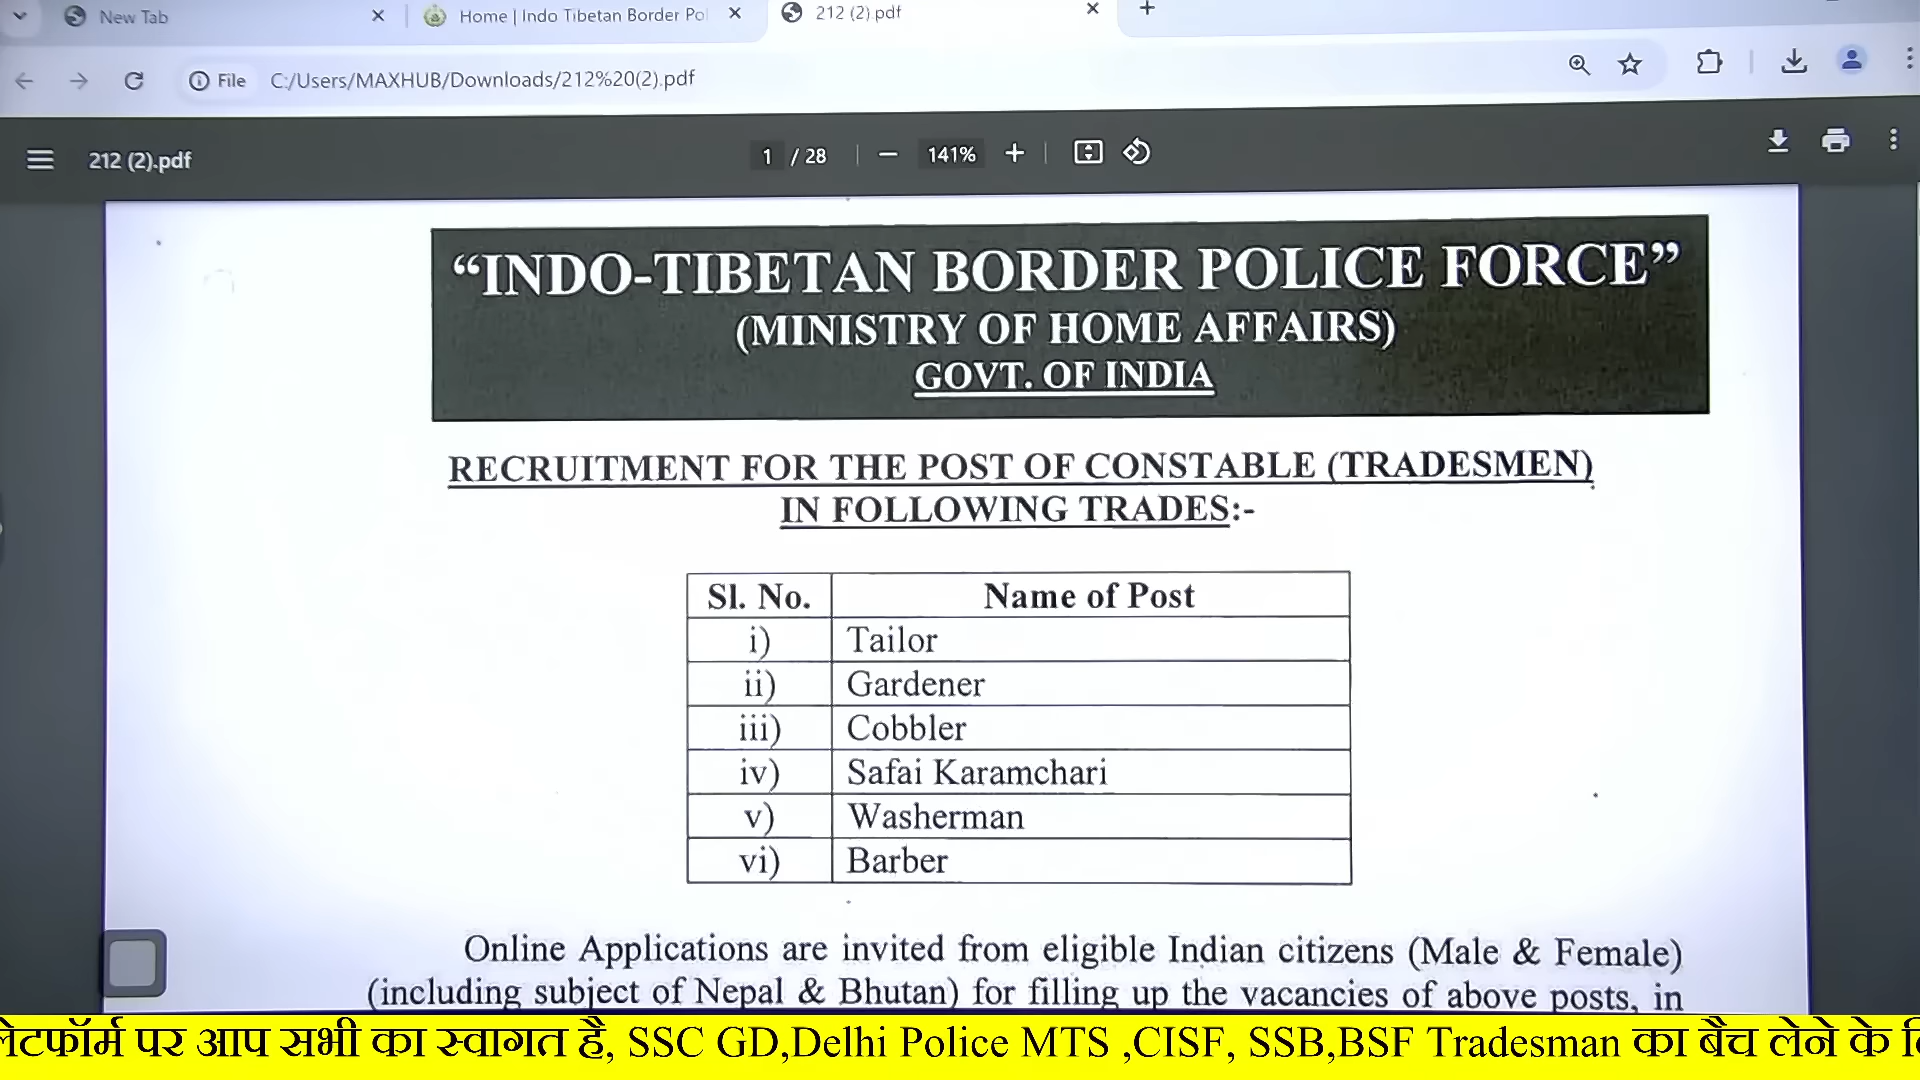 New Tab
Home | Indo Tibetan Border Pol
212 (2).pdf
File C:/Users/MAXHUB/Downloads/212%20(2).pdf
212 (2).pdf
1 / 28
141%
“INDO-TIBETAN BORDER POLICE FORCE”
(MINISTRY OF HOME AFFAIRS)
GOVT. OF INDIA
RECRUITMENT FOR THE POST OF CONSTABLE (TRADESMEN)
IN FOLLOWING TRADES:-
Sl. No. Name of Post
i) Tailor
ii) Gardener
iii) Cobbler
iv) Safai Karamchari
v) Washerman
vi) Barber
Online Applications are invited from eligible Indian citizens (Male & Female)
(including subject of Nepal & Bhutan) for filling up the vacancies of above posts, in
पर आप सभी का स्वागत है, SSC GD,Delhi Police MTS ,CISF, SSB,BSF Tradesman का बैच लेने के